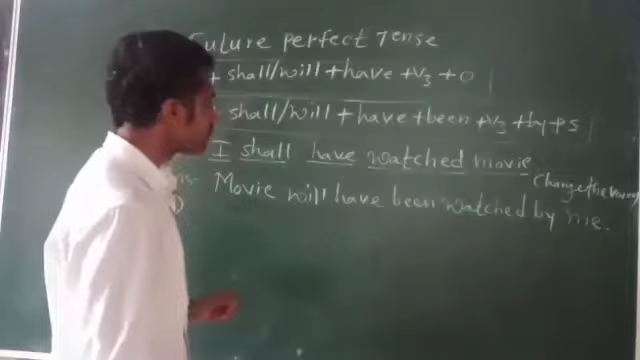 Future perfect Tense
+ shall/will + have + V3 + O
shall/will + have + been + V3 + by + ps
I shall have watched movie
Change the
Movie will have been watched by me.